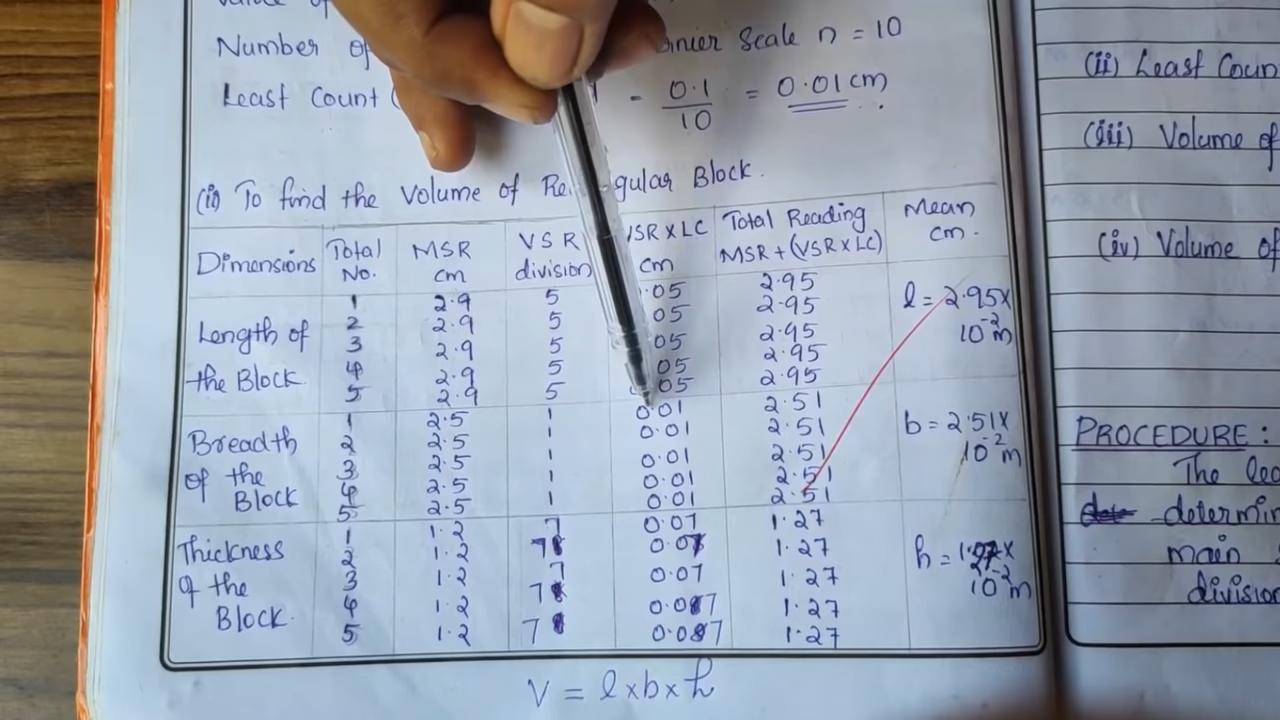 Value of
Number of  Scale n = 10
Least Count ( - 0.1/10 = 0.01 cm
(i) To find the Volume of Block.
Dimensions Total No. MSR cm VSR division VSR x LC cm Total Reading MSR + (VSR x LC) Mean cm.
Length of the Block
1 2.9 5 .05 2.95
2 2.9 5 .05 2.95
3 2.9 5 .05 2.95
4 2.9 5 .05 2.95
5 2.9 5 .05 2.95
l = 2.95 x 10⁻² m
Breadth of the Block
1 2.5 1 0.01 2.51
2 2.5 1 0.01 2.51
3 2.5 1 0.01 2.51
4 2.5 1 0.01 2.51
5 2.5 1 0.01 2.51
b = 2.51 x 10⁻² m
Thickness of the Block.
1 1.2 7 0.07 1.27
2 1.2 7 0.07 1.27
3 1.2 7 0.07 1.27
4 1.2 7 0.07 1.27
5 1.2 7 0.07 1.27
h = 1.27 x 10⁻² m
V = l x b x h
(ii) Least Coun
(iii) Volume of
(iv) Volume of
PROCEDURE :
The lea
determin
main
division